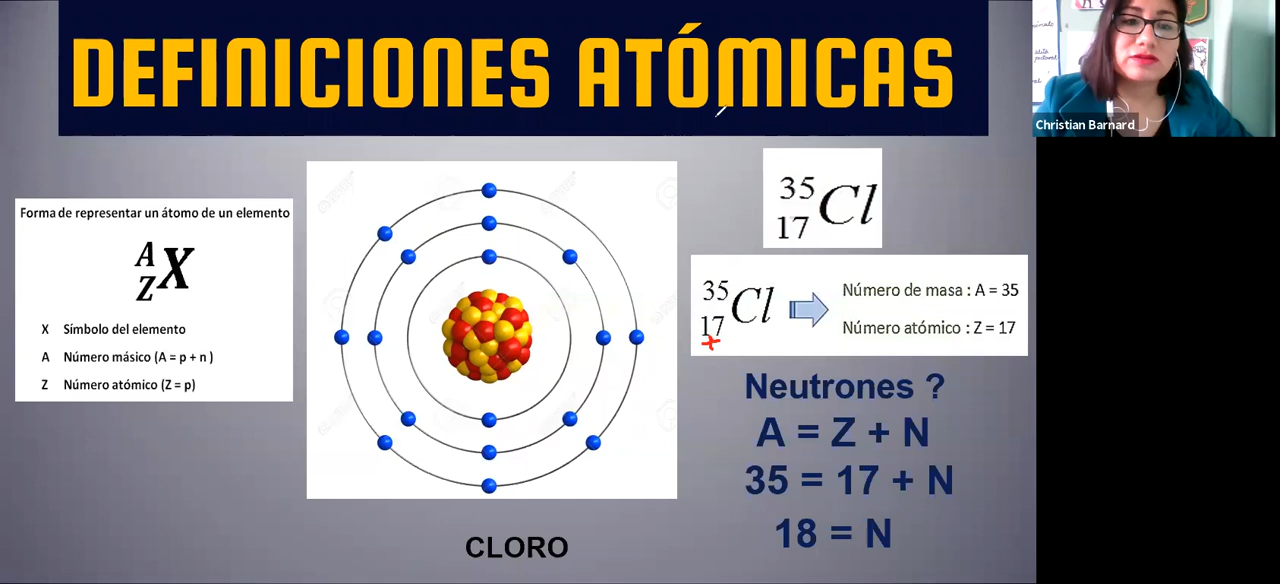 DEFINICIONES ATÓMICAS
Christian Barnard
Forma de representar un átomo de un elemento
A
Z X
X Símbolo del elemento
A Número másico (A = p + n )
Z Número atómico (Z = p)
35
17 Cl
35
17 Cl
Número de masa : A = 35
Número atómico : Z = 17
Neutrones ?
A = Z + N
35 = 17 + N
18 = N
CLORO